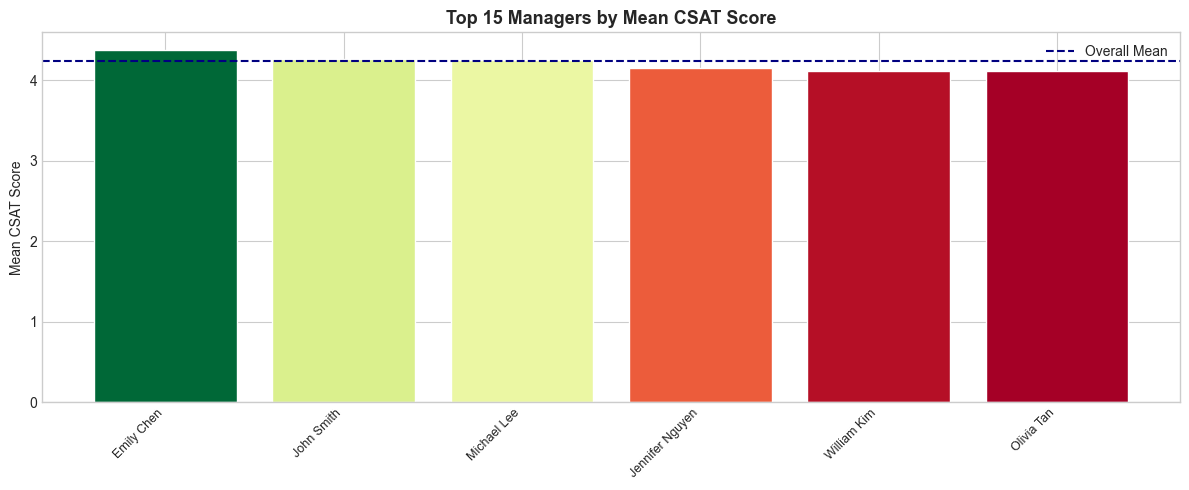 Top 15 Managers by Mean CSAT Score
Overall Mean
Mean CSAT Score
4
3
2
1
0
Emily Chen
John Smith
Michael Lee
Jennifer Nguyen
William Kim
Olivia Tan